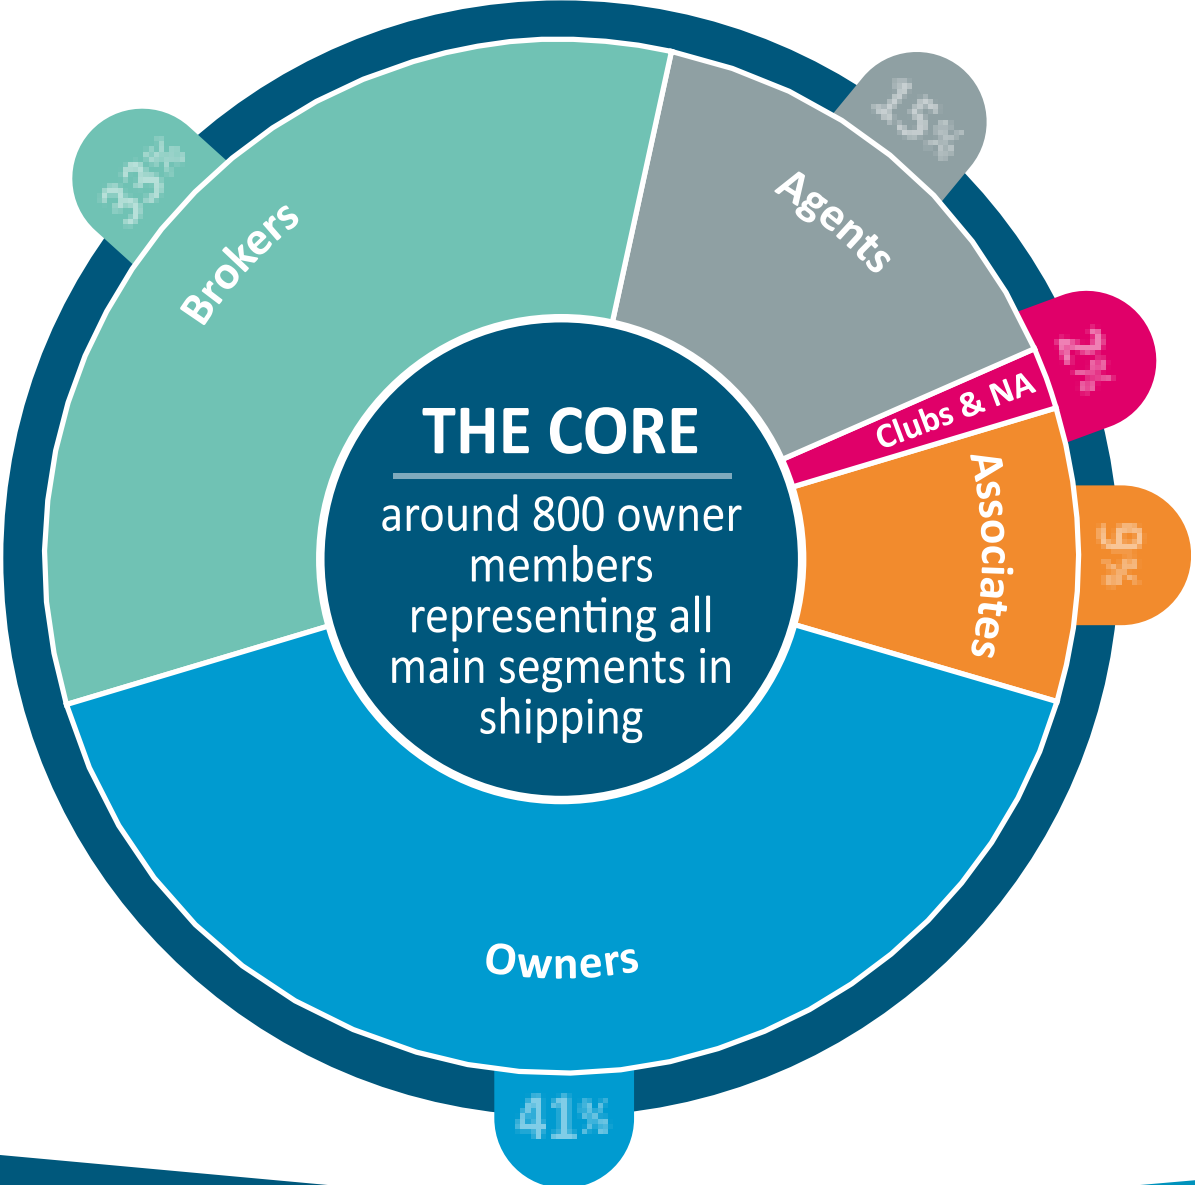 33%
15%
Brokers
Agents
2%
Clubs & NA
THE CORE
around 800 owner
members
representing all
main segments in
shipping
Associates
9%
Owners
41%